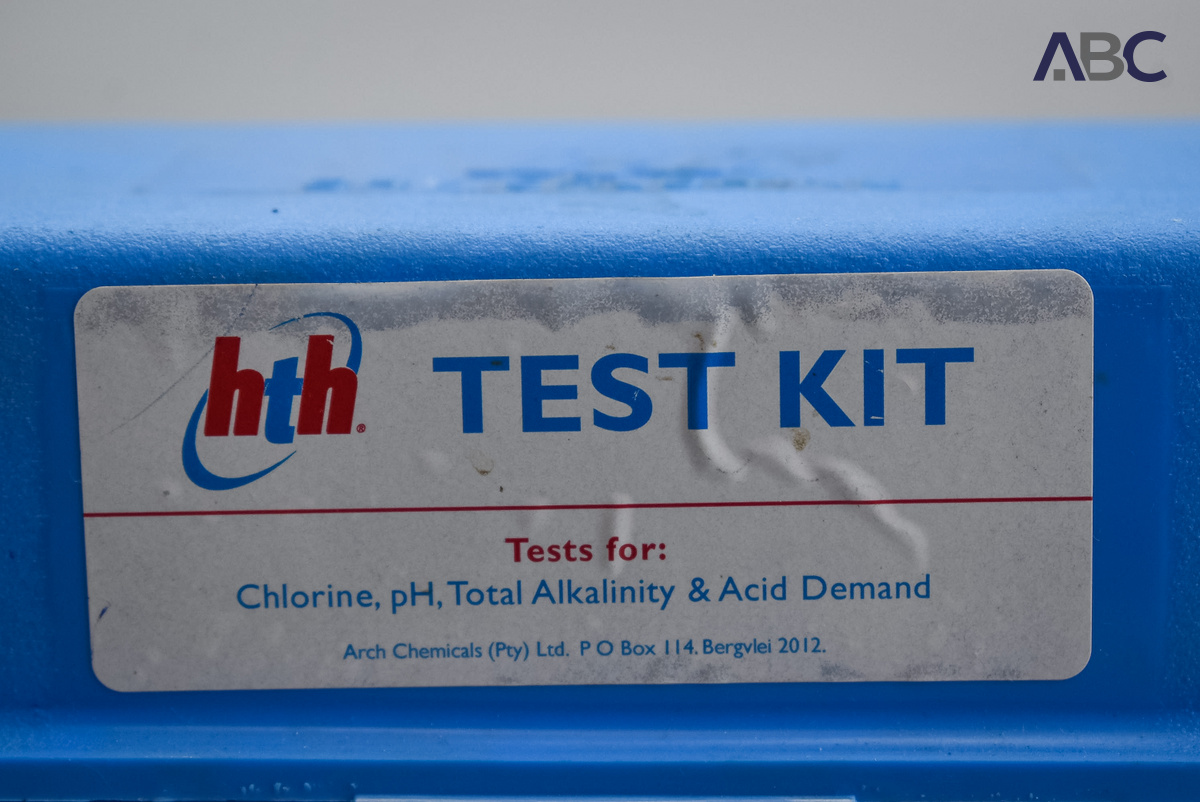 ABC
hth®
TEST KIT
Tests for:
Chlorine, pH, Total Alkalinity & Acid Demand
Arch Chemicals (Pty) Ltd. P O Box 114. Bergvlei 2012.